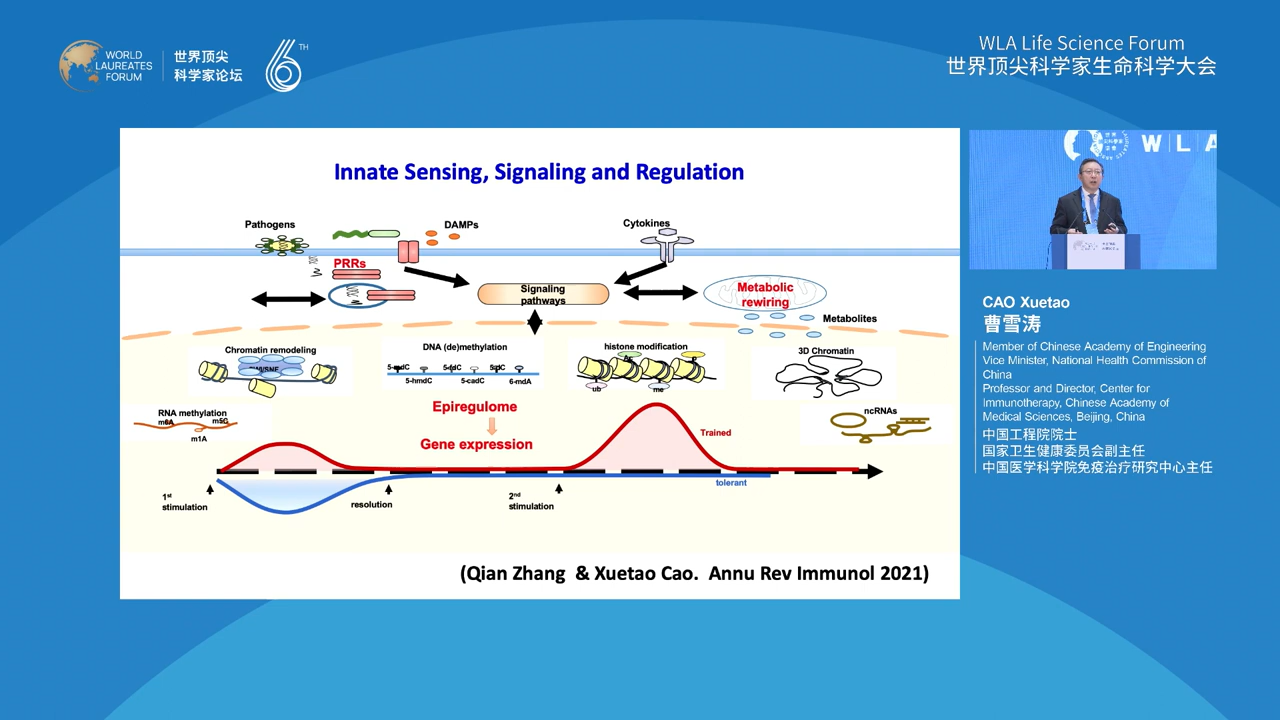 WORLD
LAUREATES
FORUM
世界顶尖
科学家论坛
6TH
WLA Life Science Forum
世界顶尖科学家生命科学大会
Innate Sensing, Signaling and Regulation
Pathogens
DAMPs
Cytokines
PRRs
Signaling
pathways
Metabolic
rewiring
Metabolites
Chromatin remodeling
DNA (de)methylation
5-hmdC
5-cadC
6-mdA
histone modification
Ac
P
ub
me
3D Chromatin
RNA methylation
m6A
m5C
m1A
ncRNAs
Epiregulome
Gene expression
Trained
tolerant
1st
stimulation
resolution
2nd
stimulation
(Qian Zhang & Xuetao Cao. Annu Rev Immunol 2021)
WLA
CAO Xuetao
曹雪涛
Member of Chinese Academy of Engineering
Vice Minister, National Health Commission of
China
Professor and Director, Center for
Immunotherapy, Chinese Academy of
Medical Sciences, Beijing, China
中国工程院院士
国家卫生健康委员会副主任
中国医学科学院免疫治疗研究中心主任